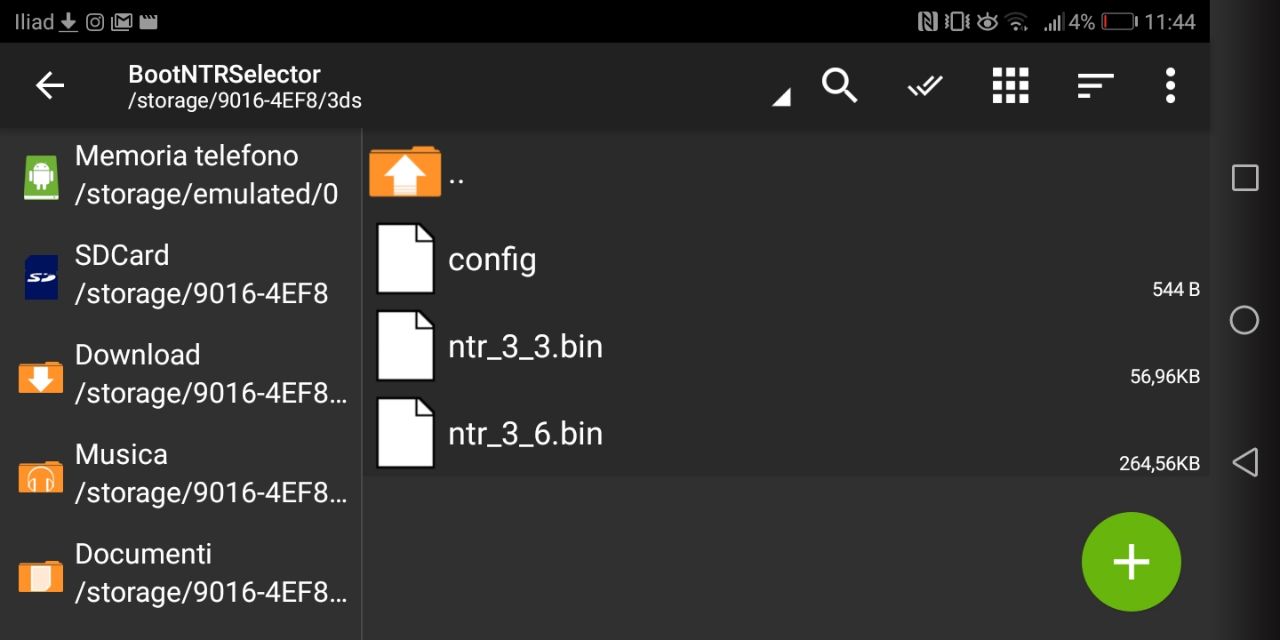 Iliad 4% 11:44
BootNTRSelector
/storage/9016-4EF8/3ds
Memoria telefono
/storage/emulated/0
SDCard
/storage/9016-4EF8
Download
/storage/9016-4EF8...
Musica
/storage/9016-4EF8...
Documenti
/storage/9016-4EF8...
..
config
544 B
ntr_3_3.bin
56,96KB
ntr_3_6.bin
264,56KB